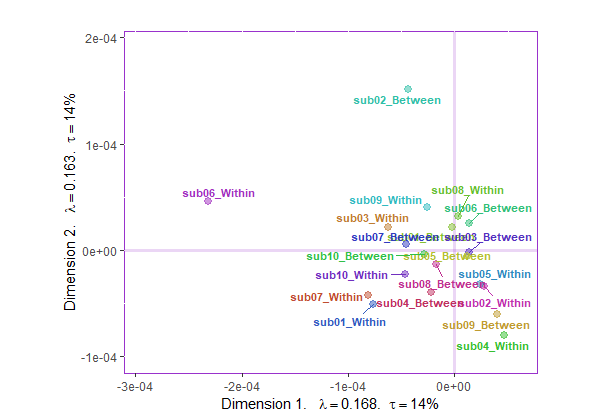 2e-04
sub02_Between
1e-04
sub08_Within
sub06_Within
sub09_Within
sub06_Between
sub03_Within
sub07_Between
sub03_Between
0e+00
sub10_Between
sub05_Between
sub10_Within
sub05_Within
sub08_Between
sub07_Within
sub04_Between
sub02_Within
sub01_Within
sub09_Between
sub04_Within
-1e-04
-3e-04
-2e-04
-1e-04
0e+00
Dimension 1. λ=0.168. τ=14%
Dimension 2. λ=0.163. τ=14%